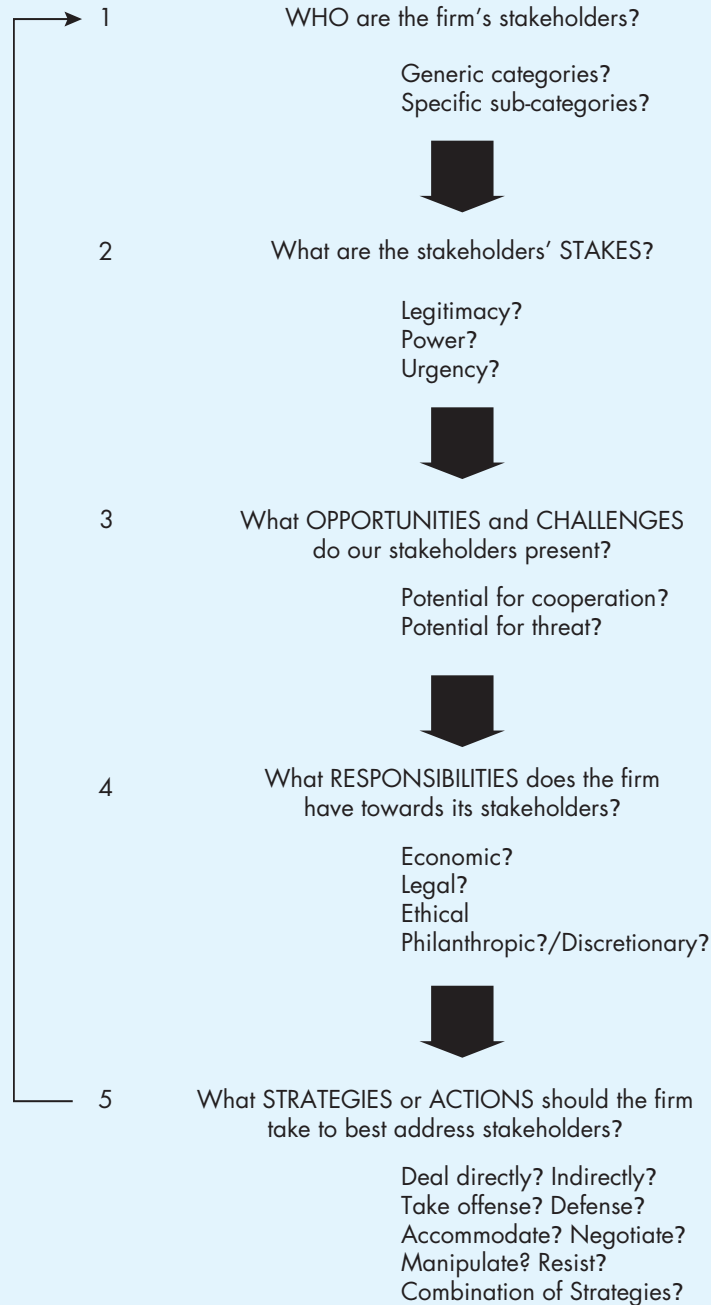 1 WHO are the firm’s stakeholders?
Generic categories?
Specific sub-categories?
2 What are the stakeholders’ STAKES?
Legitimacy?
Power?
Urgency?
3 What OPPORTUNITIES and CHALLENGES
do our stakeholders present?
Potential for cooperation?
Potential for threat?
4 What RESPONSIBILITIES does the firm
have towards its stakeholders?
Economic?
Legal?
Ethical
Philanthropic?/Discretionary?
5 What STRATEGIES or ACTIONS should the firm
take to best address stakeholders?
Deal directly? Indirectly?
Take offense? Defense?
Accommodate? Negotiate?
Manipulate? Resist?
Combination of Strategies?